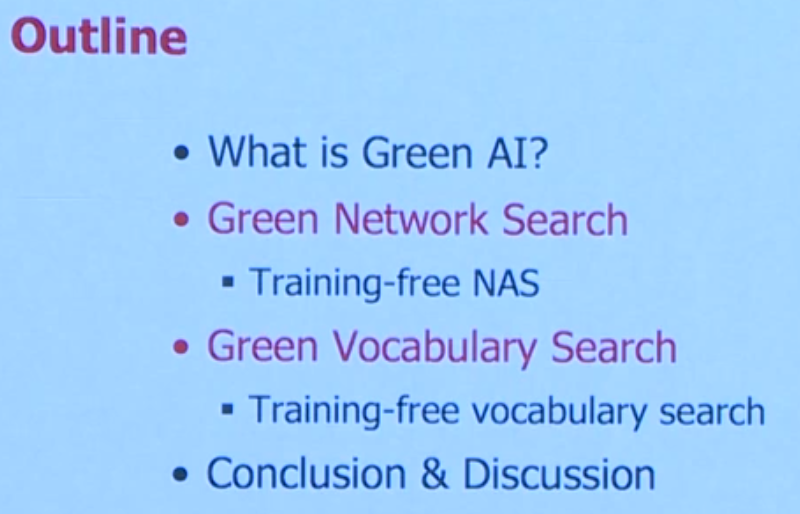 Outline
• What is Green AI?
• Green Network Search
▪ Training-free NAS
• Green Vocabulary Search
▪ Training-free vocabulary search
• Conclusion & Discussion